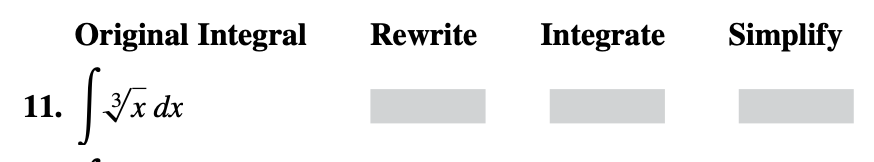 Original Integral Rewrite Integrate Simplify
11. ∫ ∛x dx